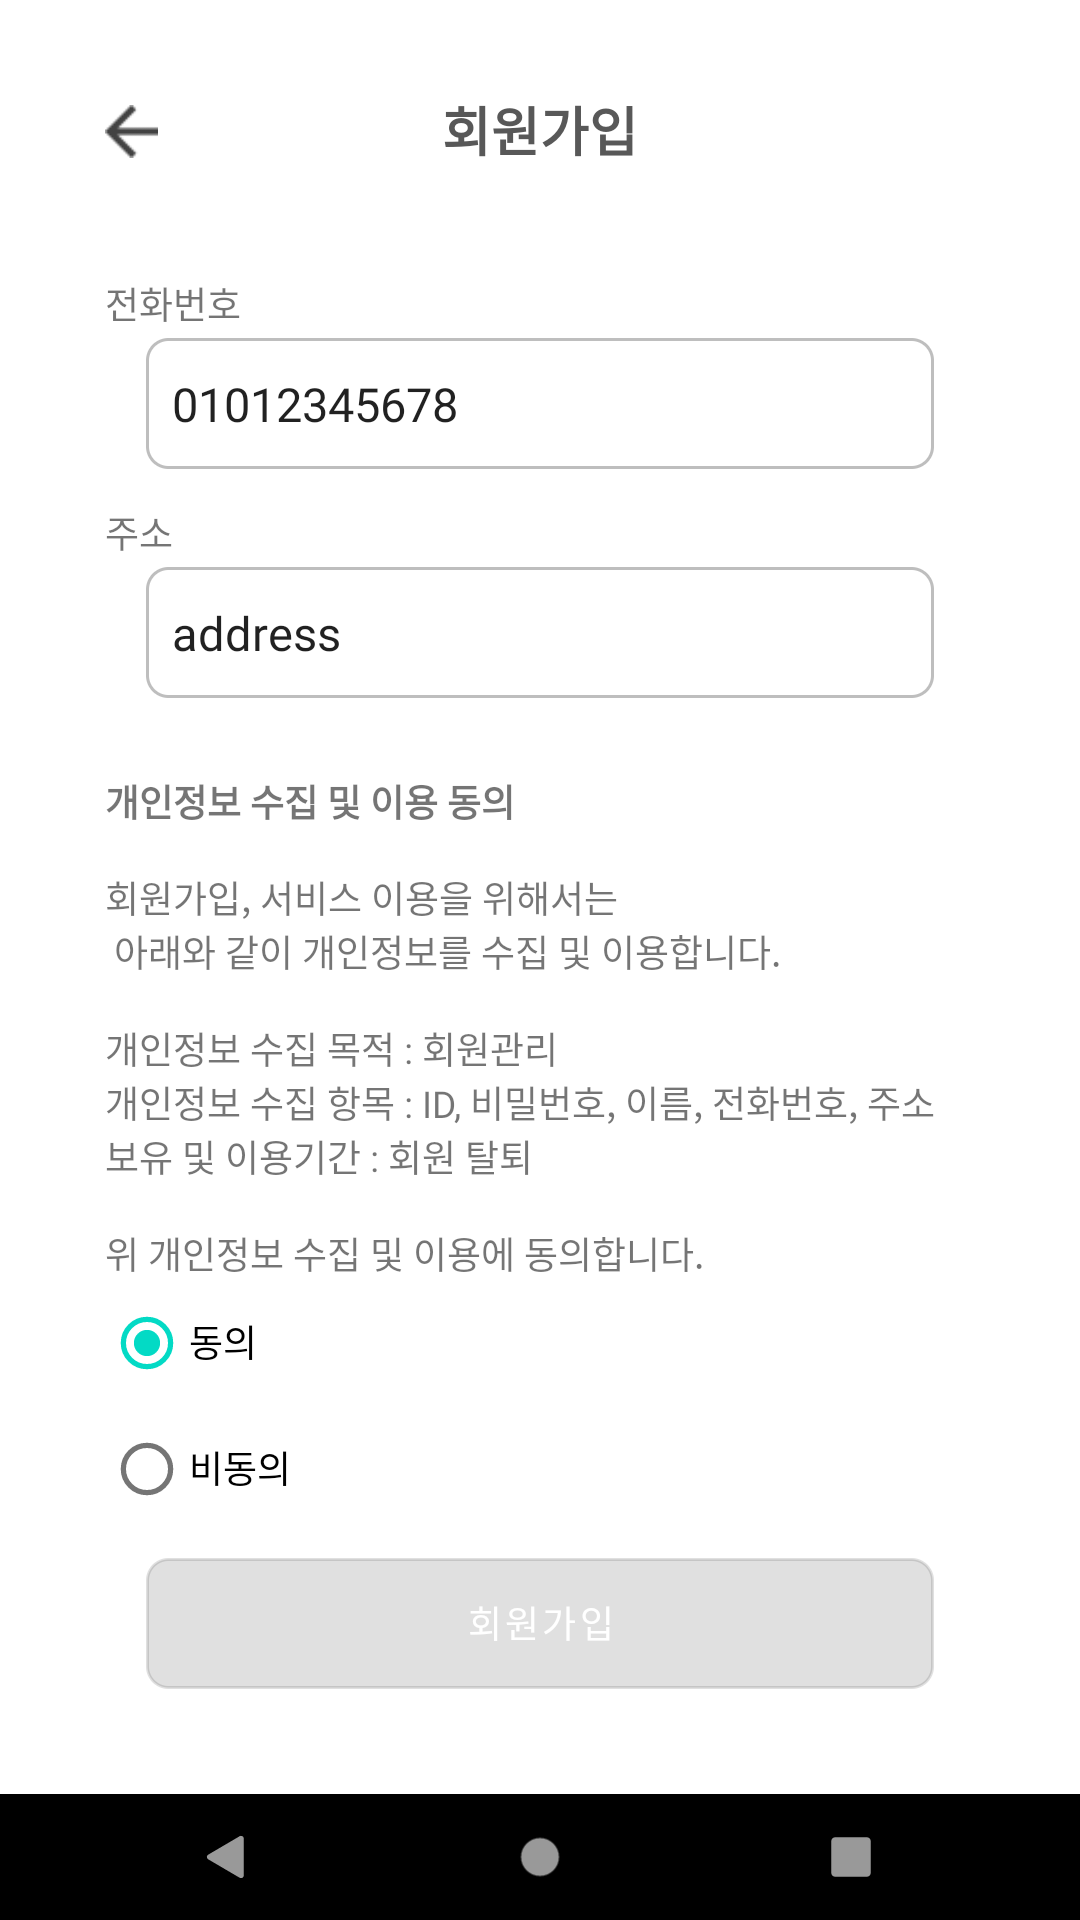 회원가입
전화번호
01012345678
주소
address
개인정보 수집 및 이용 동의
회원가입, 서비스 이용을 위해서는
아래와 같이 개인정보를 수집 및 이용합니다.
개인정보 수집 목적 : 회원관리
개인정보 수집 항목 : ID, 비밀번호, 이름, 전화번호, 주소
보유 및 이용기간 : 회원 탈퇴
위 개인정보 수집 및 이용에 동의합니다.
동의
비동의
회원가입